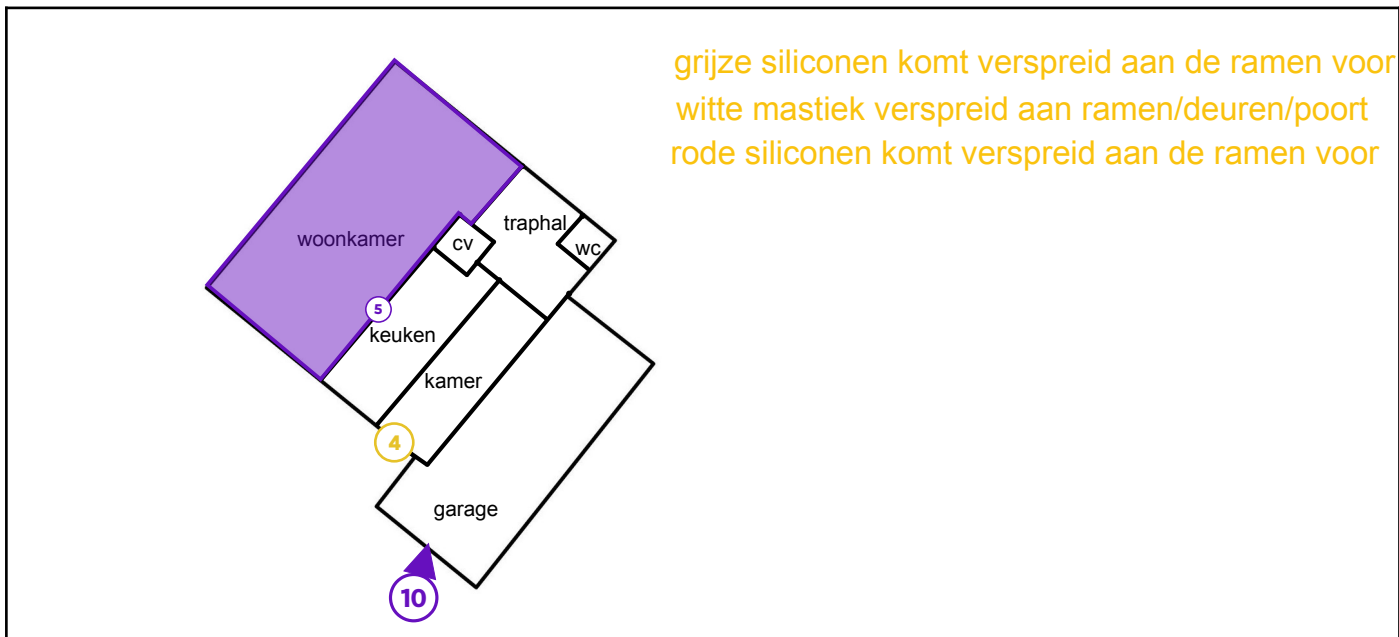 grijze siliconen komt verspreid aan de ramen voor
witte mastiek verspreid aan ramen/deuren/poort
rode siliconen komt verspreid aan de ramen voor
traphal
woonkamer
cv
wc
5
keuken
kamer
4
garage
10